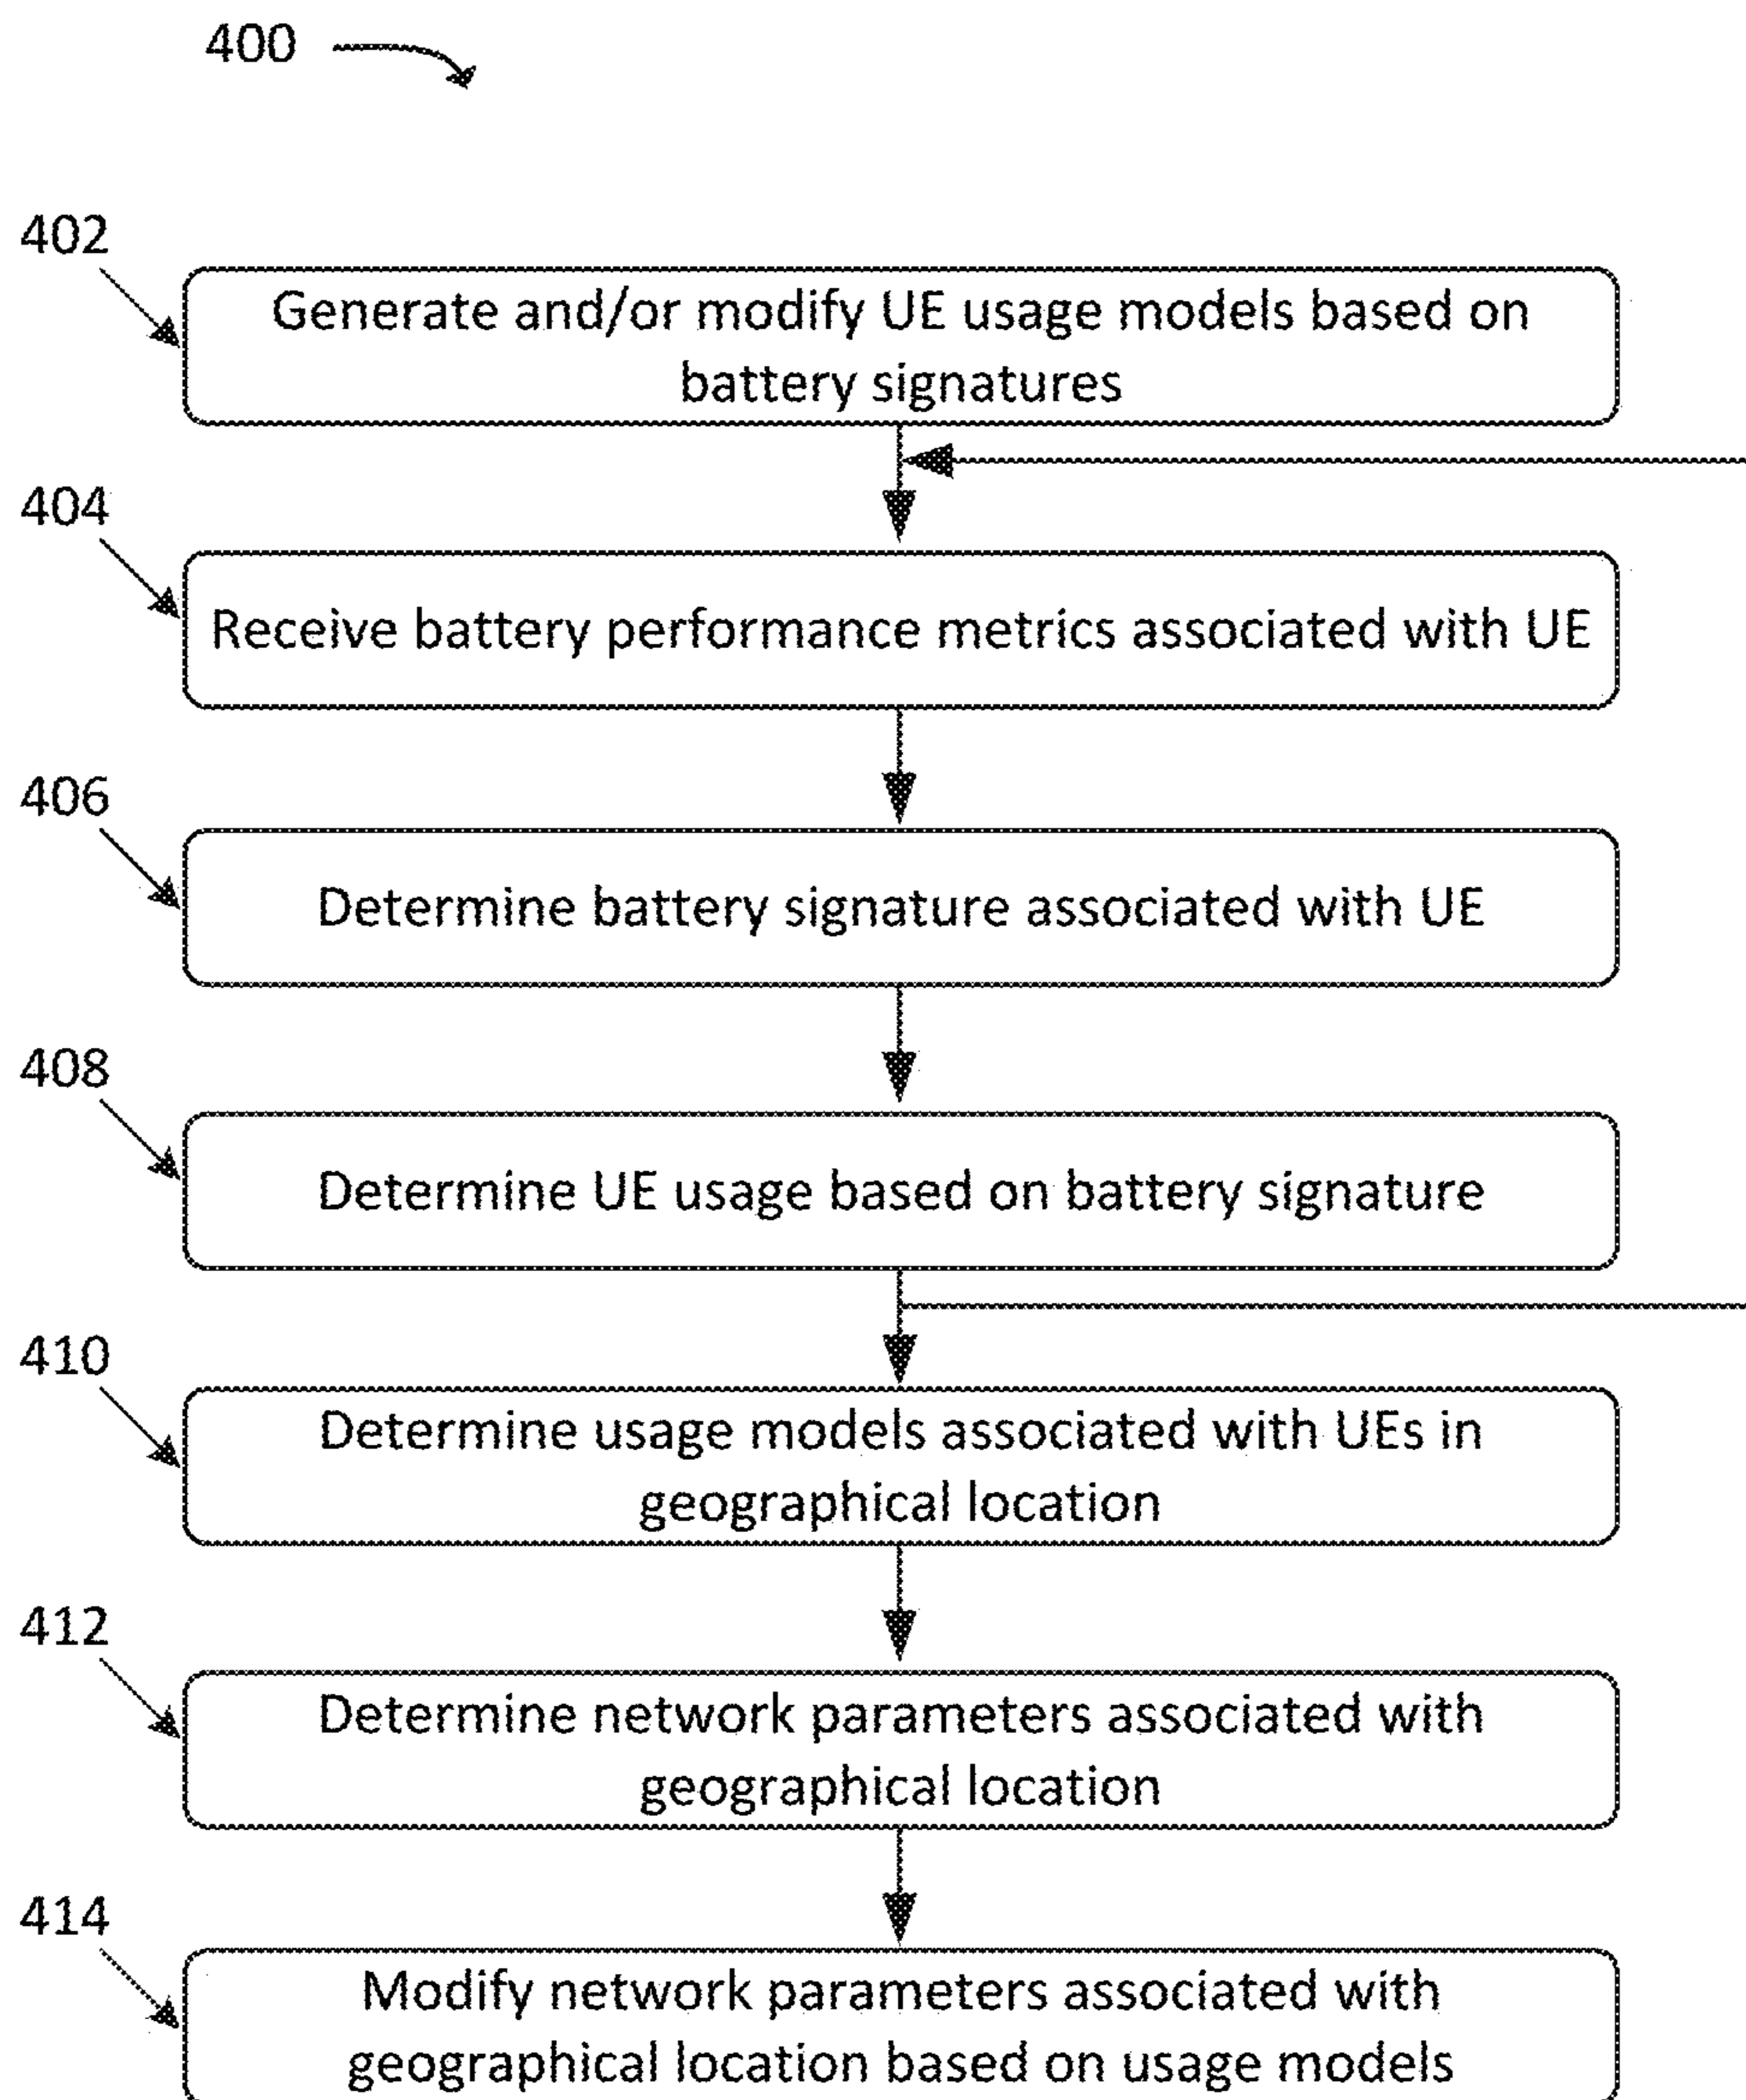 400
402
Generate and/or modify UE usage models based on
battery signatures
404
Receive battery performance metrics associated with UE
406
Determine battery signature associated with UE
408
Determine UE usage based on battery signature
410
Determine usage models associated with UEs in
geographical location
412
Determine network parameters associated with
geographical location
414
Modify network parameters associated with
geographical location based on usage models